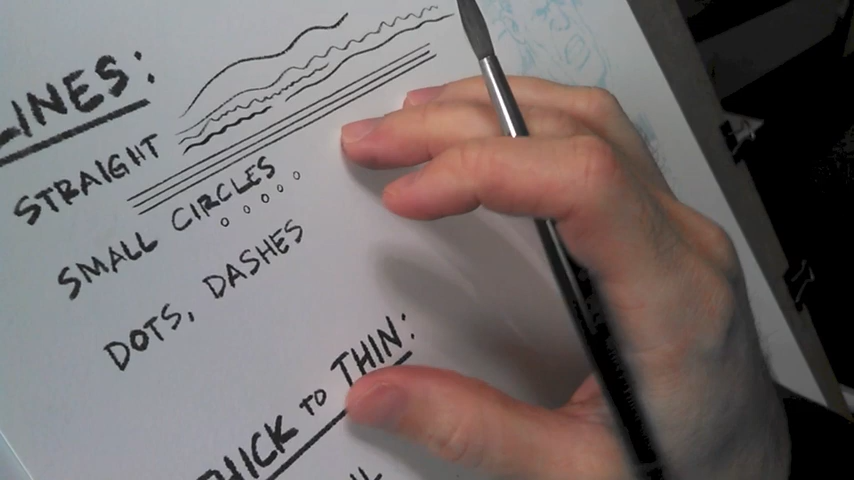 LINES:
STRAIGHT
SMALL CIRCLES
DOTS, DASHES
THICK TO THIN: